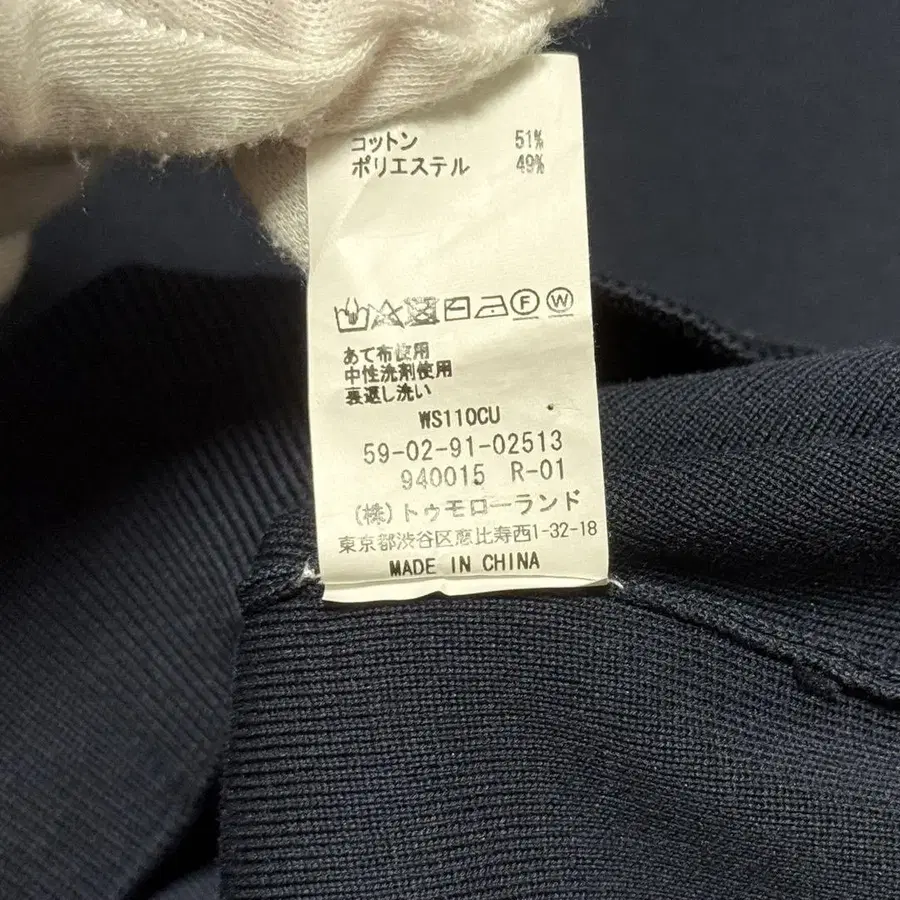 コットン 51%
ポリエステル 49%
F W
あて布使用
中性洗剤使用
裏返し洗い
WS110CU
59-02-91-02513
940015 R-01
(株)トゥモローランド
東京都渋谷区恵比寿西1-32-18
MADE IN CHINA